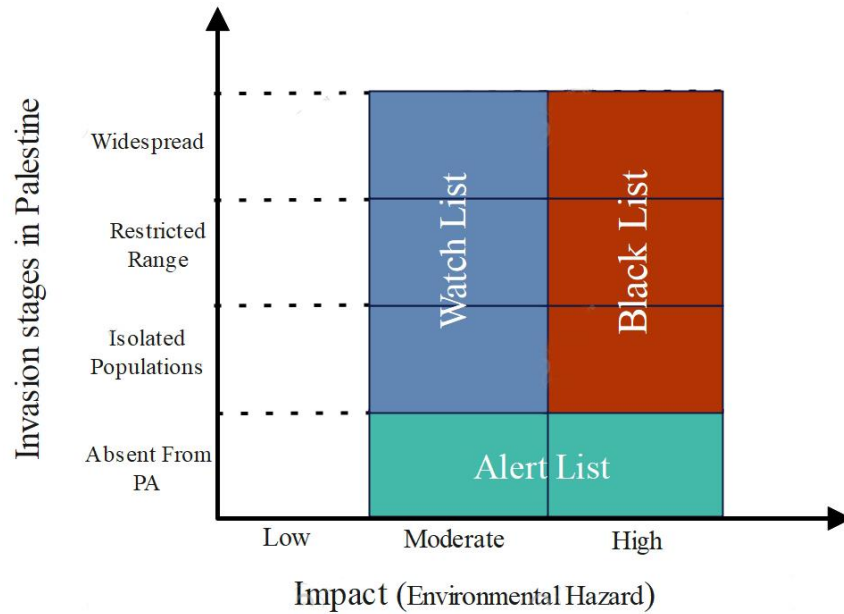 Invasion stages in Palestine
Widespread
Restricted
Range
Isolated
Populations
Absent From
PA
Watch List
Black List
Alert List
Low
Moderate
High
Impact (Environmental Hazard)